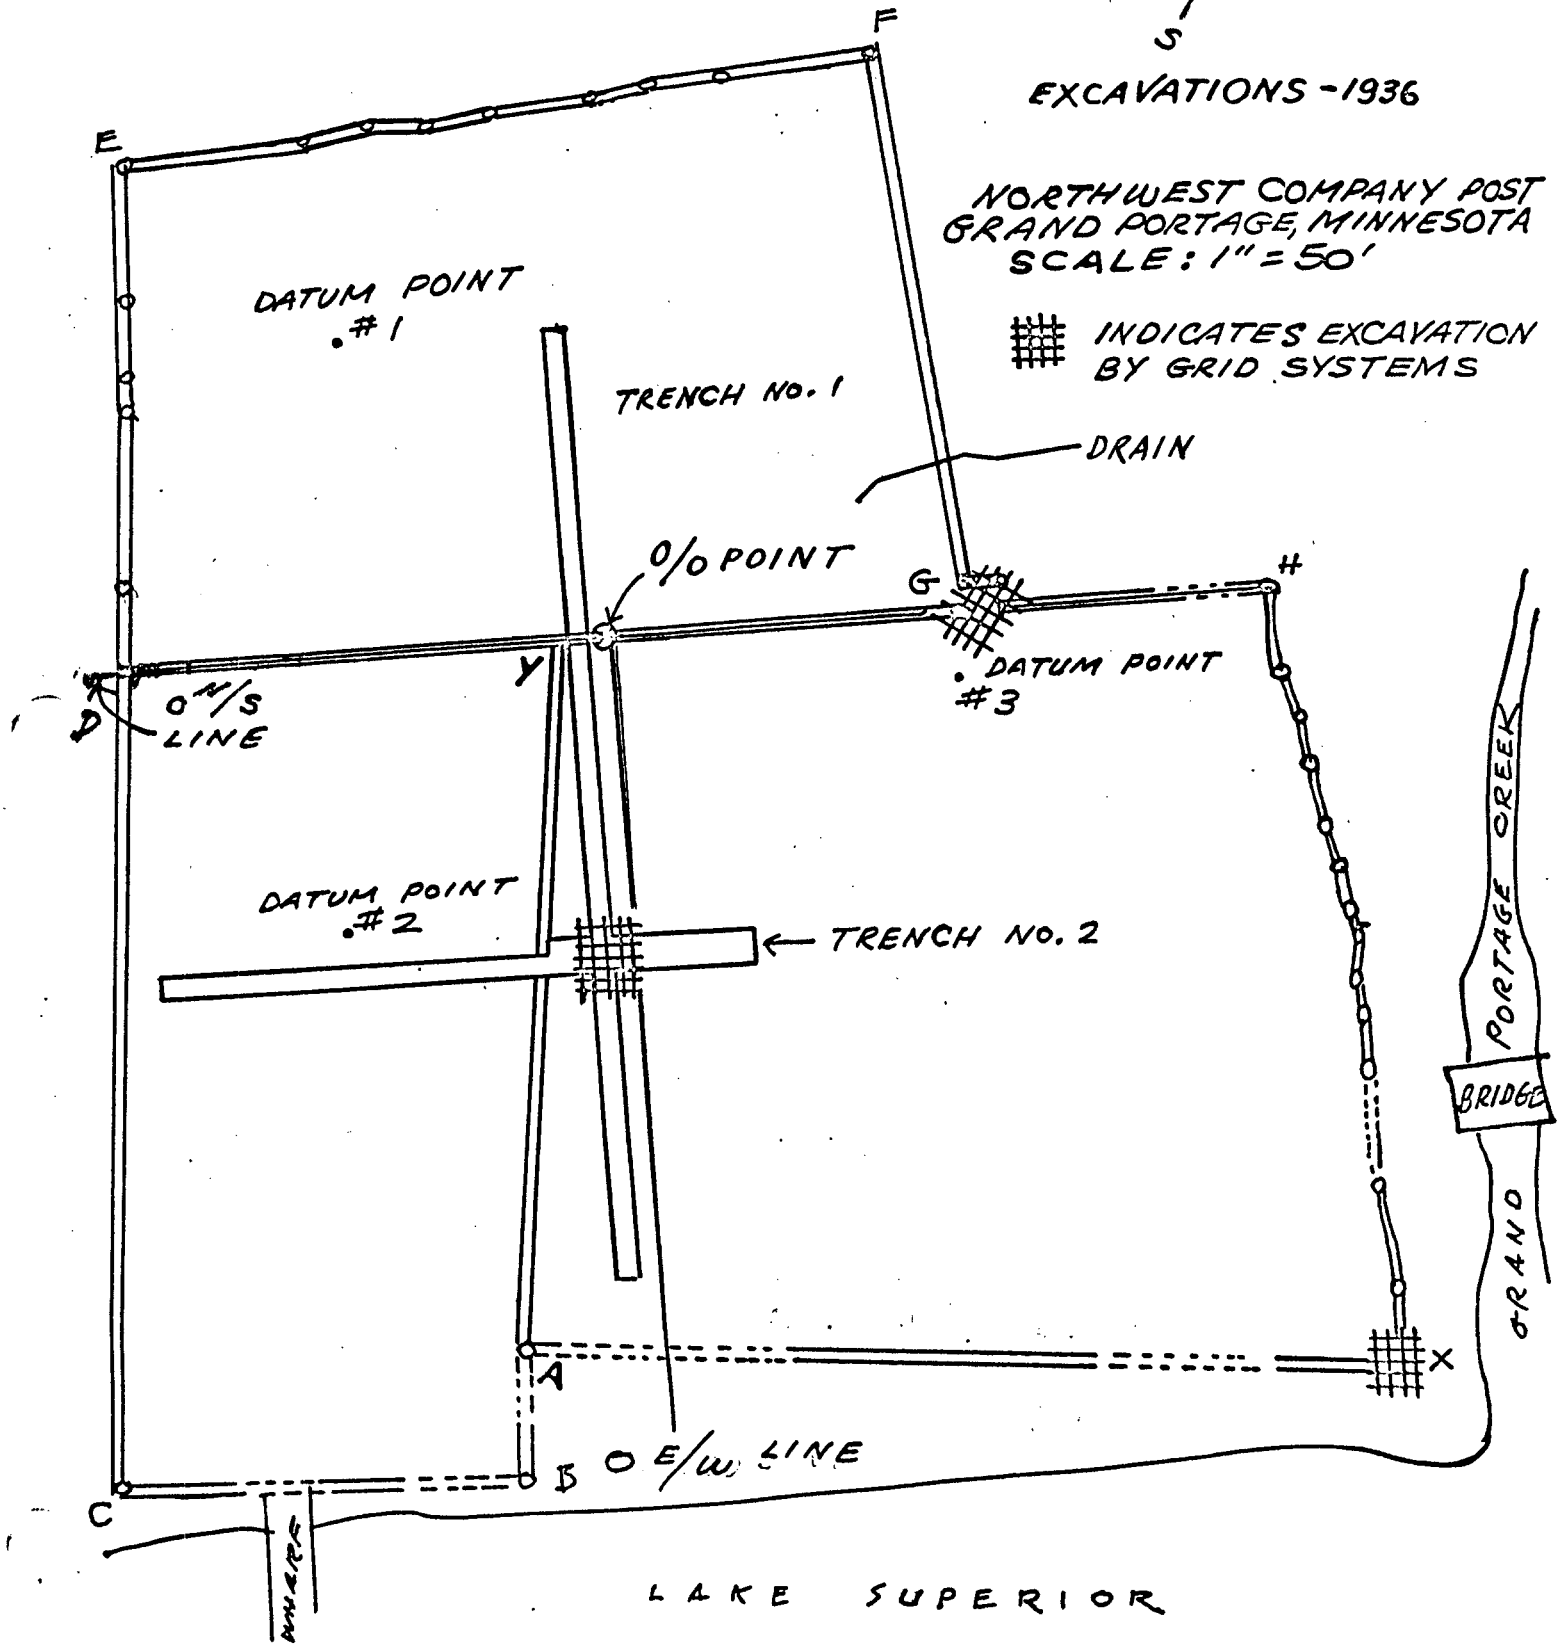 S
EXCAVATIONS - 1936
NORTHWEST COMPANY POST
GRAND PORTAGE, MINNESOTA
SCALE: 1" = 50'
INDICATES EXCAVATION
BY GRID SYSTEMS
F
E
DATUM POINT
#1
TRENCH NO. 1
DRAIN
0/0 POINT
G
H
Y
DATUM POINT
#3
D
0 N/S
LINE
PORTAGE CREEK
DATUM POINT
#2
TRENCH NO. 2
BRIDGE
GRAND
X
A
B
0 E/W LINE
C
WHARF
LAKE SUPERIOR